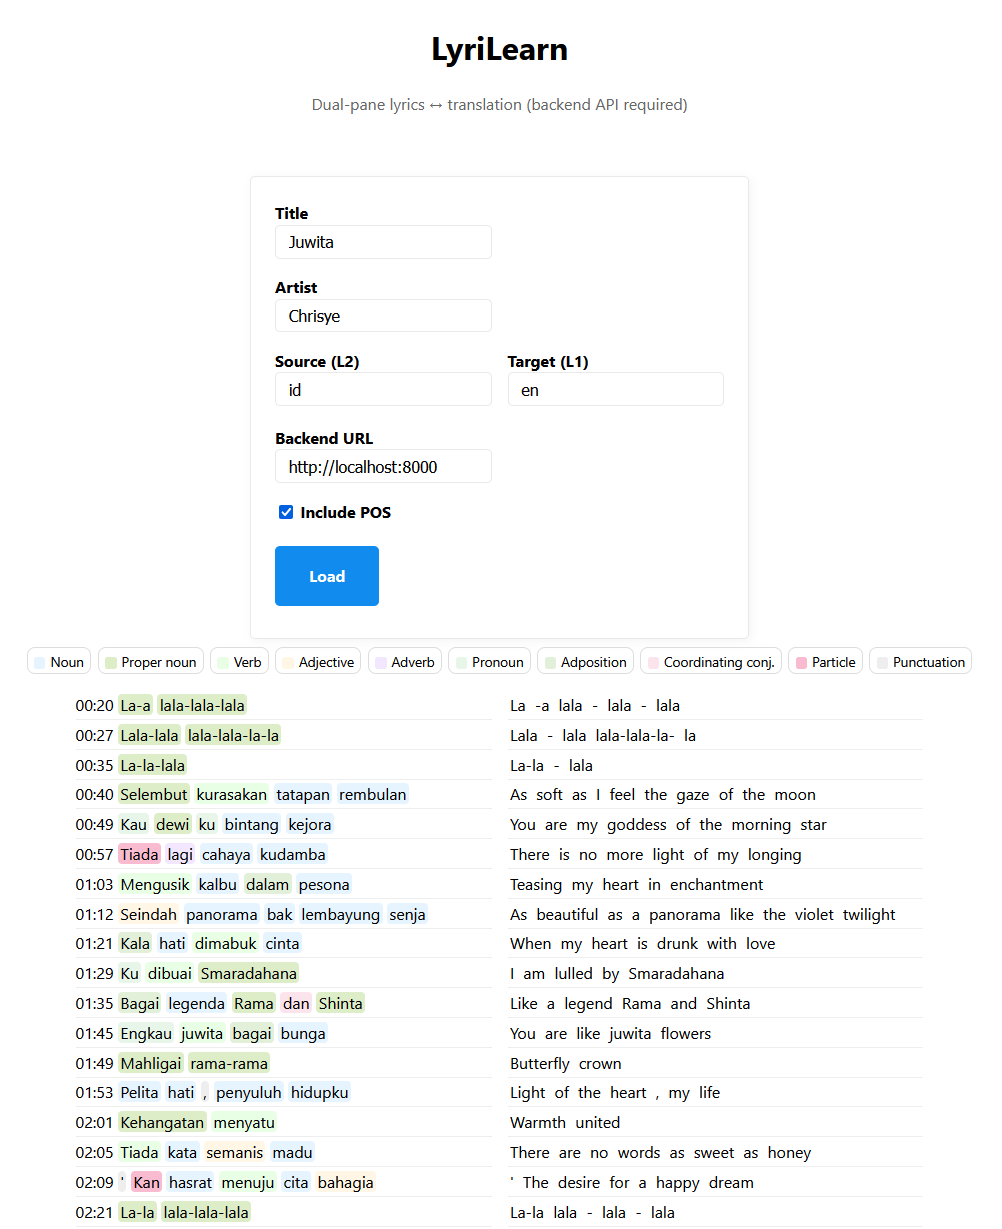 LyriLearn
Dual-pane lyrics ↔ translation (backend API required)
Title
Juwita
Artist
Chrisye
Source (L2) Target (L1)
id en
Backend URL
http://localhost:8000
Include POS
Load
Noun Proper noun Verb Adjective Adverb Pronoun Adposition Coordinating conj. Particle Punctuation
00:20 La-a lala-lala-lala La -a lala - lala - lala
00:27 Lala-lala lala-lala-la-la Lala - lala lala-lala-la- la
00:35 La-la-lala La-la - lala
00:40 Selembut kurasakan tatapan rembulan As soft as I feel the gaze of the moon
00:49 Kau dewi ku bintang kejora You are my goddess of the morning star
00:57 Tiada lagi cahaya kudamba There is no more light of my longing
01:03 Mengusik kalbu dalam pesona Teasing my heart in enchantment
01:12 Seindah panorama bak lembayung senja As beautiful as a panorama like the violet twilight
01:21 Kala hati dimabuk cinta When my heart is drunk with love
01:29 Ku dibuai Smaradahana I am lulled by Smaradahana
01:35 Bagai legenda Rama dan Shinta Like a legend Rama and Shinta
01:45 Engkau juwita bagai bunga You are like juwita flowers
01:49 Mahligai rama-rama Butterfly crown
01:53 Pelita hati , penyuluh hidupku Light of the heart , my life
02:01 Kehangatan menyatu Warmth united
02:05 Tiada kata semanis madu There are no words as sweet as honey
02:09 ' Kan hasrat menuju cita bahagia ' The desire for a happy dream
02:21 La-la lala-lala-lala La-la lala - lala - lala